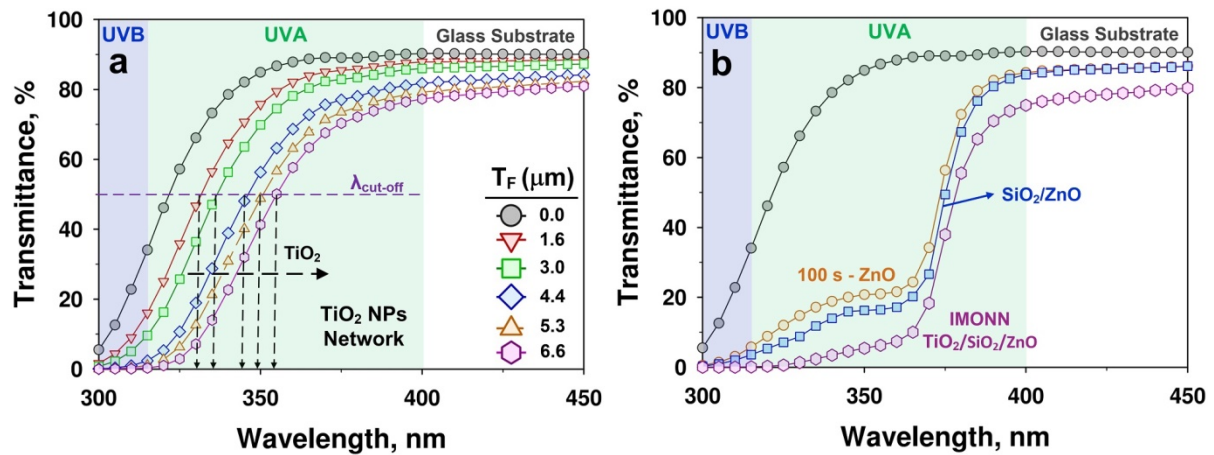 a
UVB
UVA
Glass Substrate
Transmittance, %
100
80
60
40
20
0
λcut-off
TF (μm)
0.0
1.6
3.0
4.4
5.3
6.6
TiO2
TiO2 NPs
Network
300
350
400
450
Wavelength, nm
b
UVB
UVA
Glass Substrate
Transmittance, %
100
80
60
40
20
0
SiO2/ZnO
100 s - ZnO
IMONN
TiO2/SiO2/ZnO
300
350
400
450
Wavelength, nm